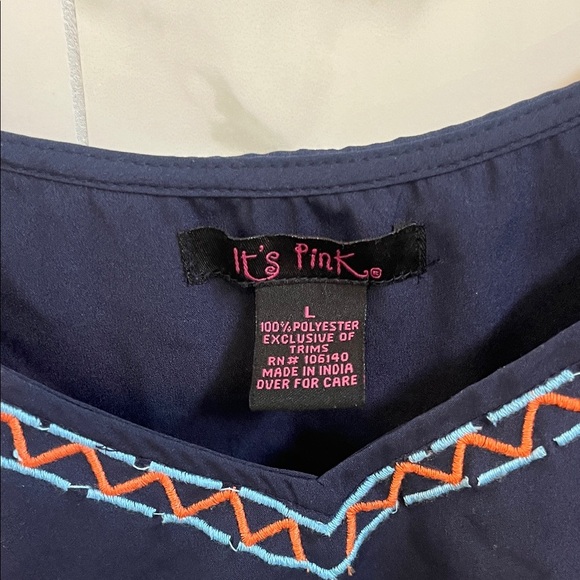 It's Pink®
L
100% POLYESTER
EXCLUSIVE OF
TRIMS
RN# 106140
MADE IN INDIA
OVER FOR CARE